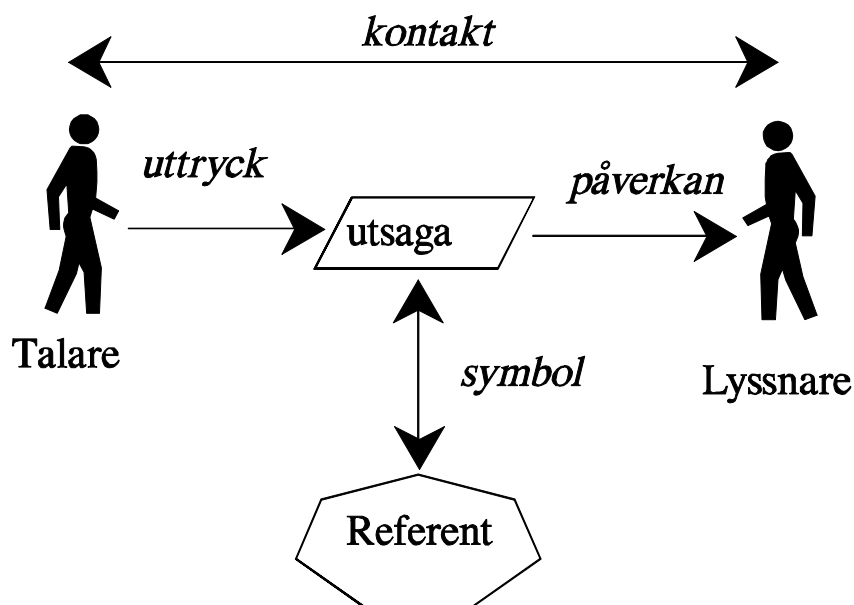 kontakt
uttryck
påverkan
utsaga
Talare
symbol
Lyssnare
Referent